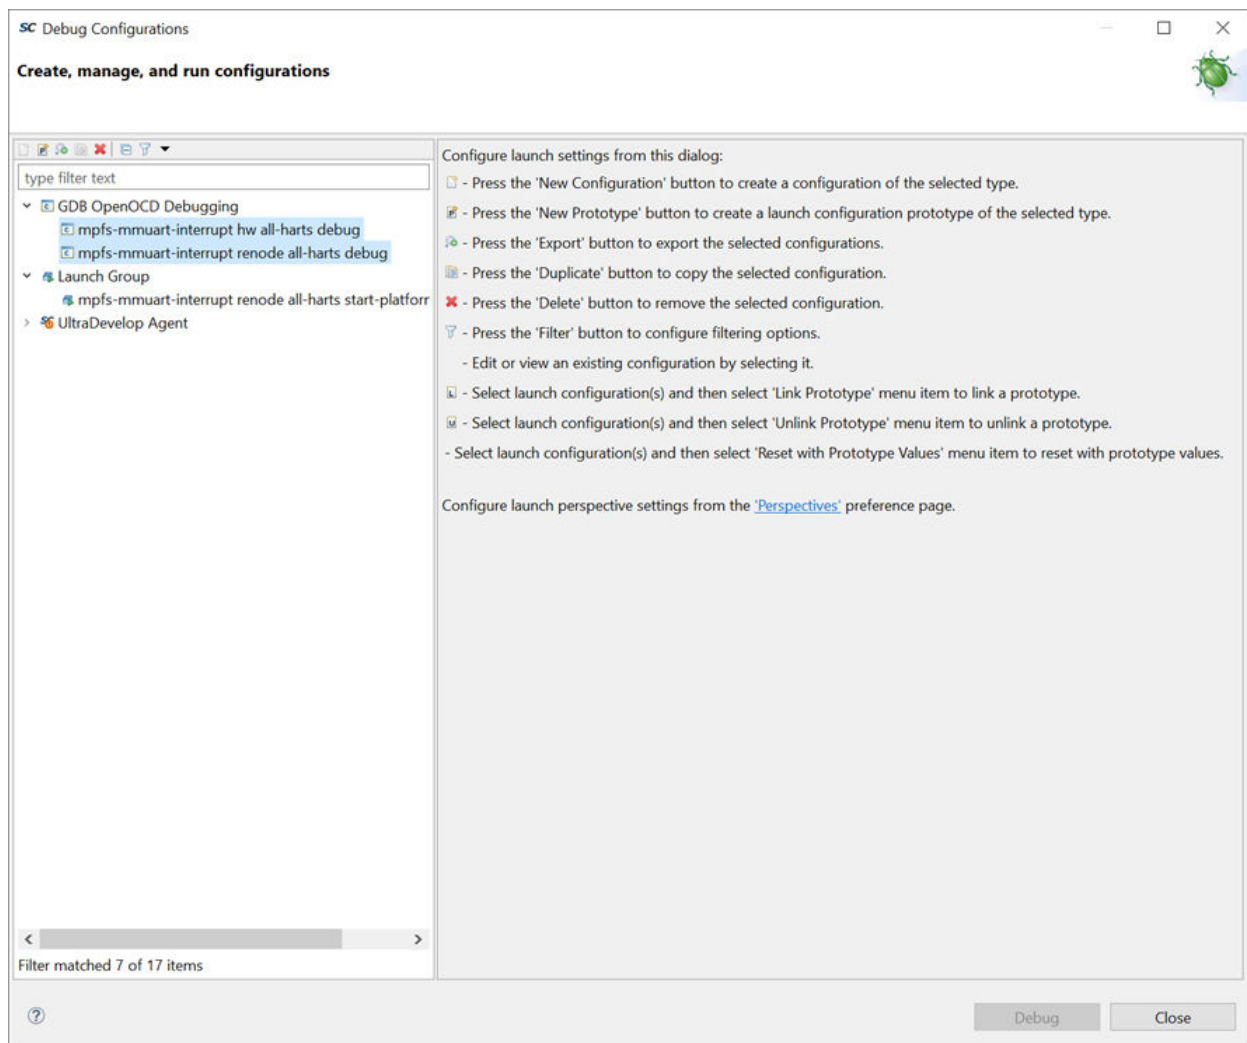 SC Debug Configurations
Create, manage, and run configurations
type filter text
GDB OpenOCD Debugging
mpfs-mmuart-interrupt hw all-harts debug
mpfs-mmuart-interrupt renode all-harts debug
Launch Group
mpfs-mmuart-interrupt renode all-harts start-platforr
UltraDevelop Agent
Filter matched 7 of 17 items
Configure launch settings from this dialog:
- Press the 'New Configuration' button to create a configuration of the selected type.
- Press the 'New Prototype' button to create a launch configuration prototype of the selected type.
- Press the 'Export' button to export the selected configurations.
- Press the 'Duplicate' button to copy the selected configuration.
- Press the 'Delete' button to remove the selected configuration.
- Press the 'Filter' button to configure filtering options.
- Edit or view an existing configuration by selecting it.
- Select launch configuration(s) and then select 'Link Prototype' menu item to link a prototype.
- Select launch configuration(s) and then select 'Unlink Prototype' menu item to unlink a prototype.
- Select launch configuration(s) and then select 'Reset with Prototype Values' menu item to reset with prototype values.
Configure launch perspective settings from the 'Perspectives' preference page.
Debug
Close